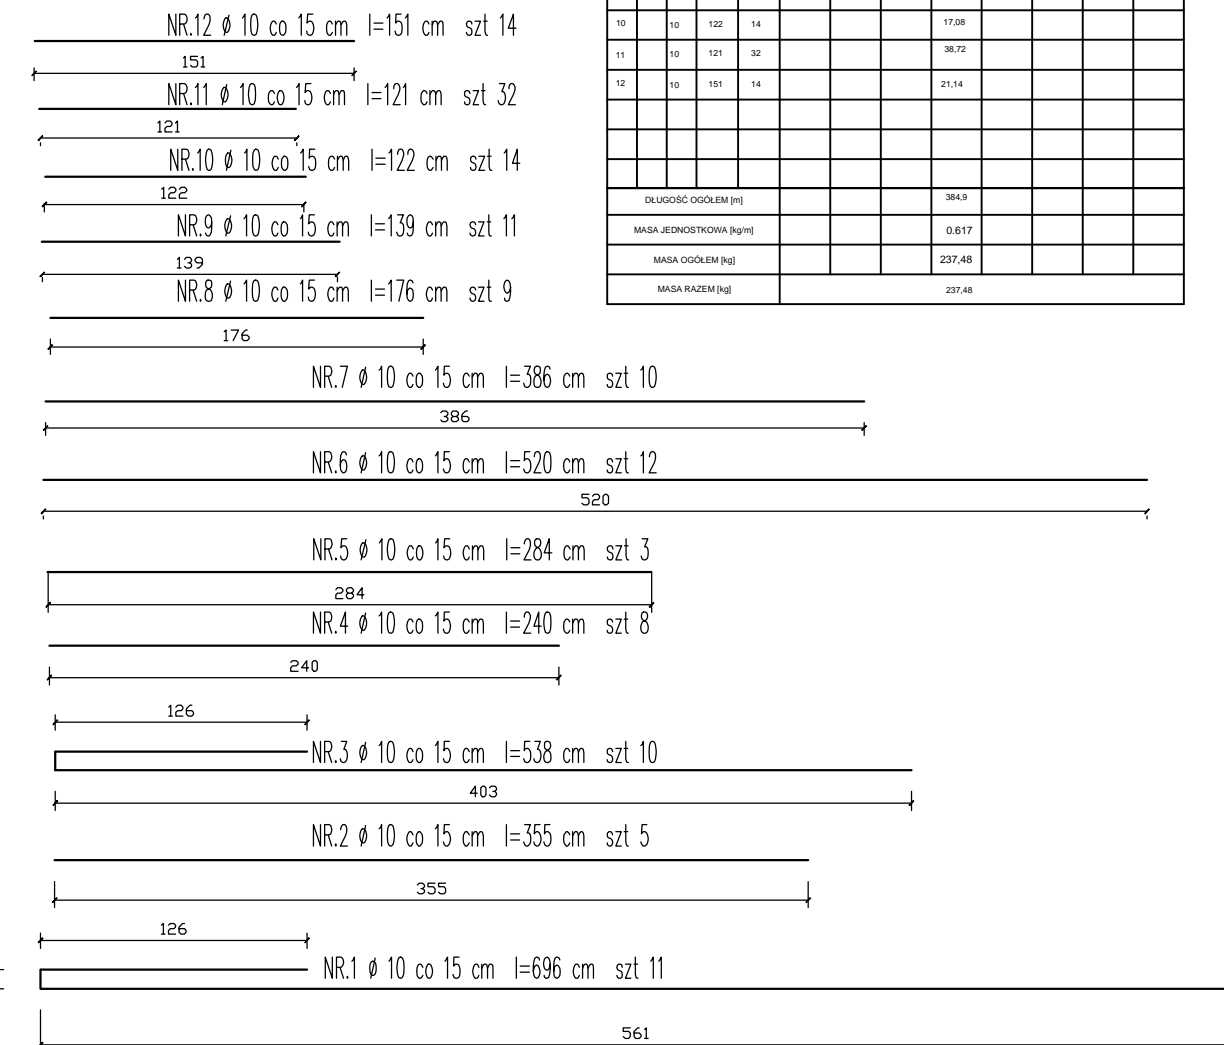 NR.12 ø 10 co 15 cm l=151 cm szt 14
151
NR.11 ø 10 co 15 cm l=121 cm szt 32
121
NR.10 ø 10 co 15 cm l=122 cm szt 14
122
NR.9 ø 10 co 15 cm l=139 cm szt 11
139
NR.8 ø 10 co 15 cm l=176 cm szt 9
176
10 10 122 14 17,08
11 10 121 32 38,72
12 10 151 14 21,14
DŁUGOŚĆ OGÓŁEM [m] 384,9
MASA JEDNOSTKOWA [kg/m] 0.617
MASA OGÓŁEM [kg] 237,48
MASA RAZEM [kg] 237,48
NR.7 ø 10 co 15 cm l=386 cm szt 10
386
NR.6 ø 10 co 15 cm l=520 cm szt 12
520
NR.5 ø 10 co 15 cm l=284 cm szt 3
284
NR.4 ø 10 co 15 cm l=240 cm szt 8
240
126
NR.3 ø 10 co 15 cm l=538 cm szt 10
403
NR.2 ø 10 co 15 cm l=355 cm szt 5
355
126
NR.1 ø 10 co 15 cm l=696 cm szt 11
561